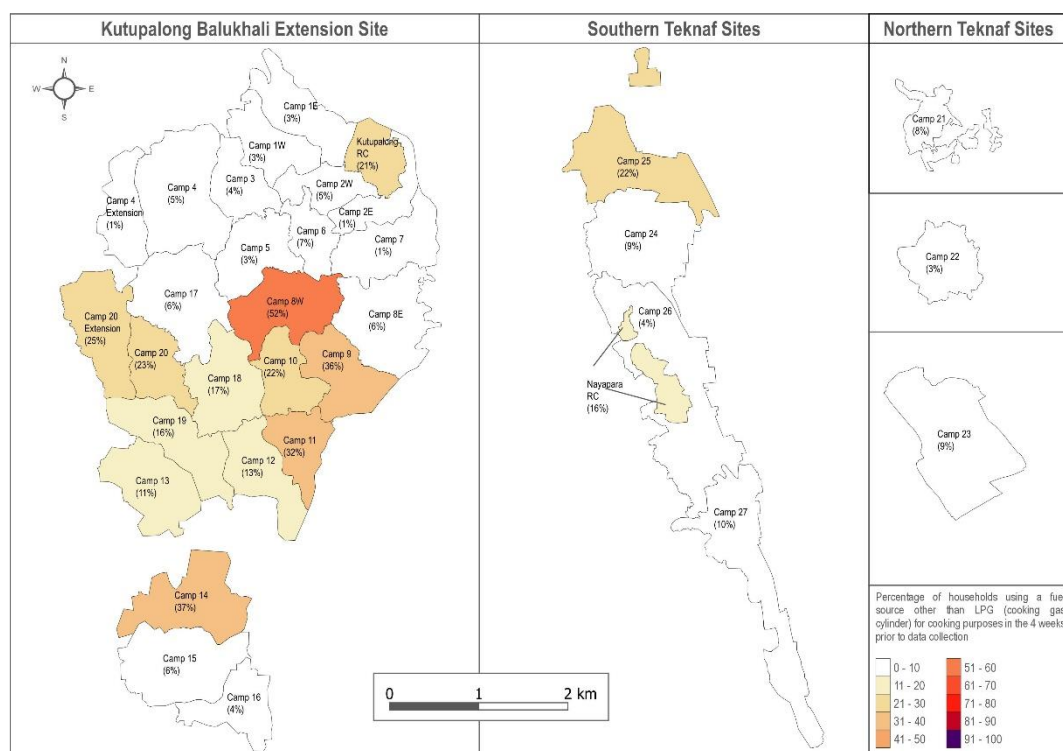 Kutupalong Balukhali Extension Site
Southern Teknaf Sites
Northern Teknaf Sites
N
W
E
S
Camp 1E
(3%)
Camp 1W
(3%)
Kutupalong
RC
(21%)
Camp 3
(4%)
Camp 4
(5%)
Camp 2W
(5%)
Camp 4
Extension
(1%)
Camp 2E
(1%)
Camp 6
(7%)
Camp 7
(1%)
Camp 5
(3%)
Camp 17
(6%)
Camp 8W
(52%)
Camp 8E
(6%)
Camp 20
Extension
(25%)
Camp 20
(23%)
Camp 10
(22%)
Camp 9
(36%)
Camp 18
(17%)
Camp 19
(16%)
Camp 11
(32%)
Camp 12
(13%)
Camp 13
(11%)
Camp 14
(37%)
Camp 15
(6%)
Camp 16
(4%)
0 1 2 km
Camp 25
(22%)
Camp 24
(9%)
Camp 26
(4%)
Nayapara
RC
(16%)
Camp 27
(10%)
Camp 21
(8%)
Camp 22
(3%)
Camp 23
(9%)
Percentage of households using a fuel
source other than LPG (cooking gas
cylinder) for cooking purposes in the 4 weeks
prior to data collection
0 - 10
11 - 20
21 - 30
31 - 40
41 - 50
51 - 60
61 - 70
71 - 80
81 - 90
91 - 100